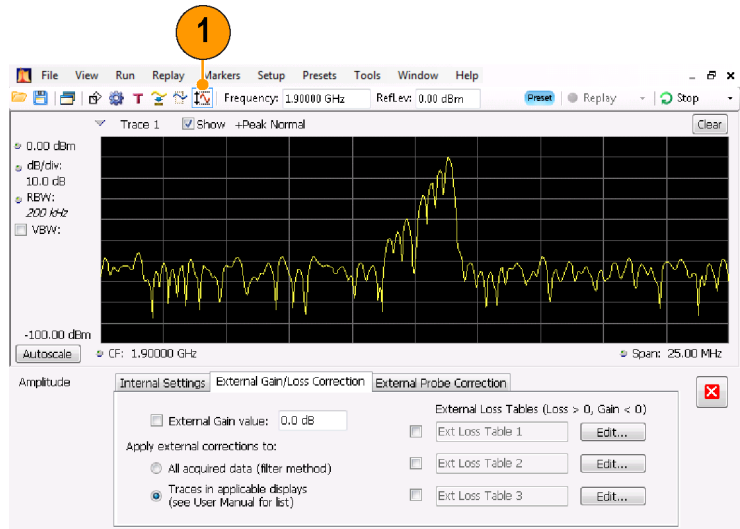 1
File View Run Replay Markers Setup Presets Tools Window Help
T Frequency: 1.90000 GHz RefLev: 0.00 dBm Preset Replay Stop
Trace 1 Show +Peak Normal Clear
0.00 dBm
dB/div:
10.0 dB
RBW:
200 kHz
VBW:
-100.00 dBm
Autoscale CF: 1.90000 GHz Span: 25.00 MHz
Amplitude Internal Settings External Gain/Loss Correction External Probe Correction
External Loss Tables (Loss > 0, Gain < 0)
External Gain value: 0.0 dB
Ext Loss Table 1 Edit...
Apply external corrections to:
All acquired data (filter method)
Ext Loss Table 2 Edit...
Traces in applicable displays
(see User Manual for list)
Ext Loss Table 3 Edit...